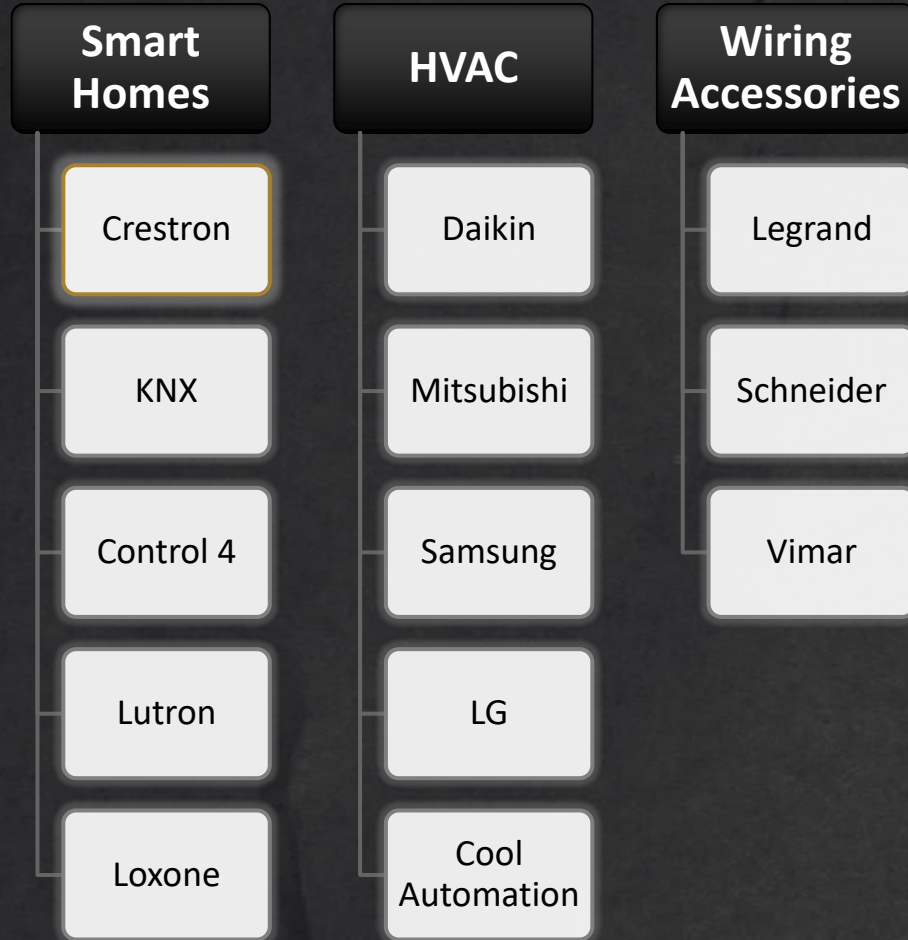 Smart
Homes
Crestron
KNX
Control 4
Lutron
Loxone
HVAC
Daikin
Mitsubishi
Samsung
LG
Cool
Automation
Wiring
Accessories
Legrand
Schneider
Vimar